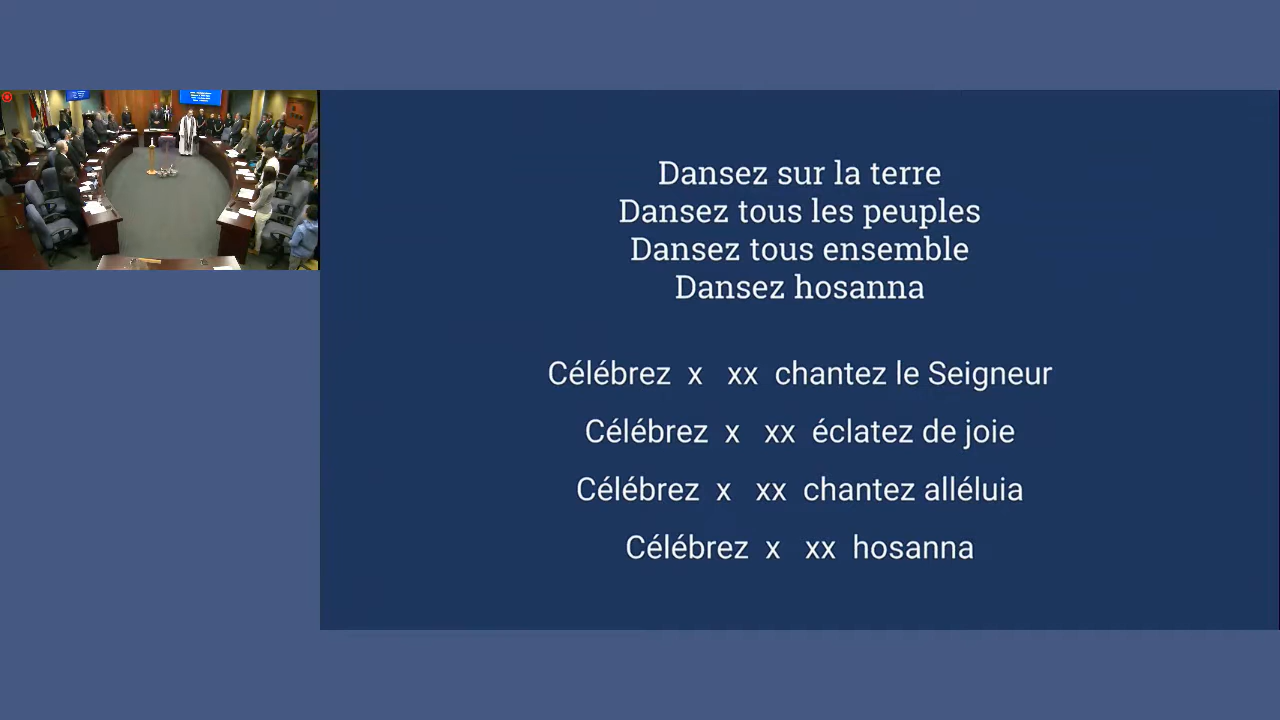 Dansez sur la terre
Dansez tous les peuples
Dansez tous ensemble
Dansez hosanna
Célébrez x xx chantez le Seigneur
Célébrez x xx éclatez de joie
Célébrez x xx chantez alléluia
Célébrez x xx hosanna